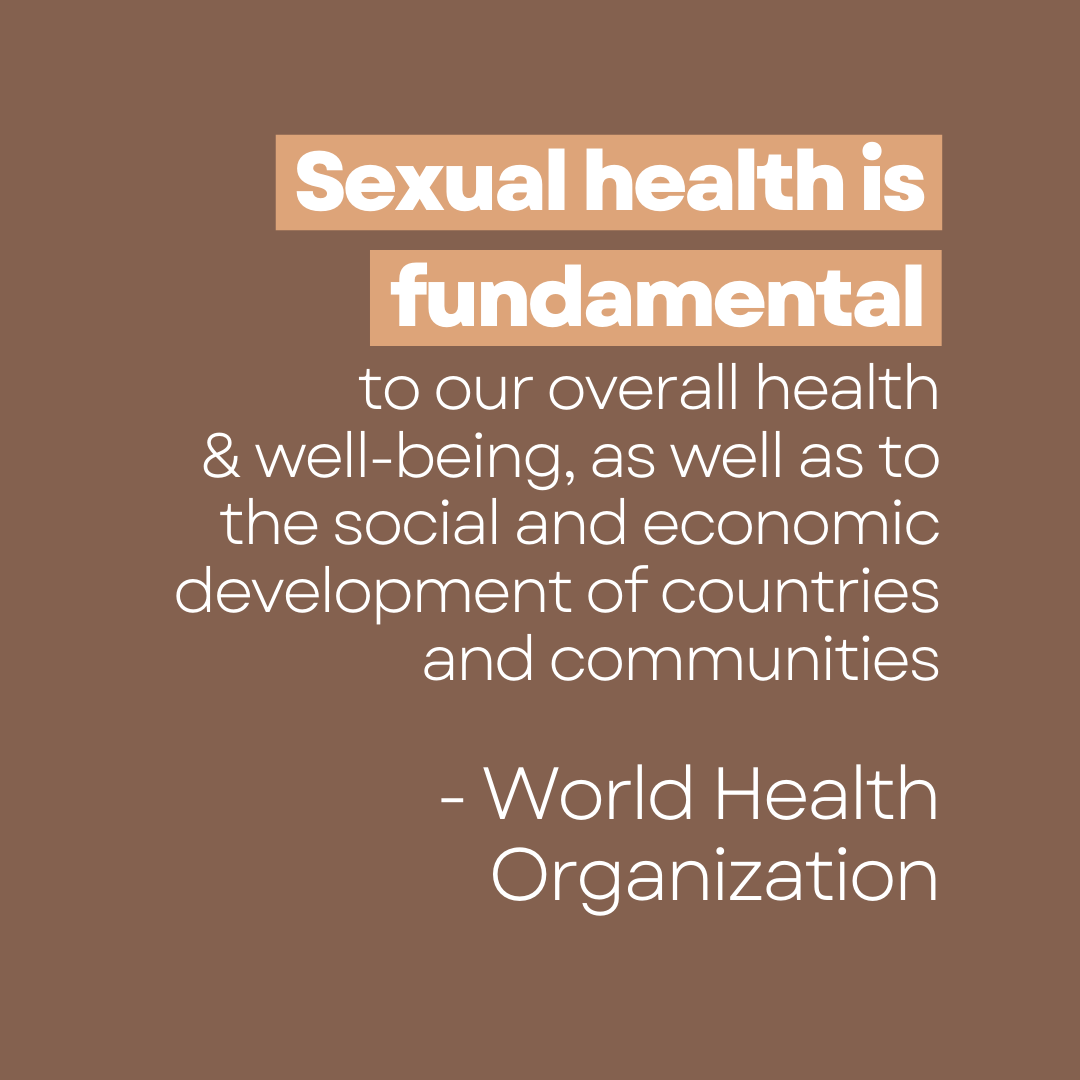 Sexual health is
fundamental
to our overall health
& well-being, as well as to
the social and economic
development of countries
and communities
- World Health
Organization